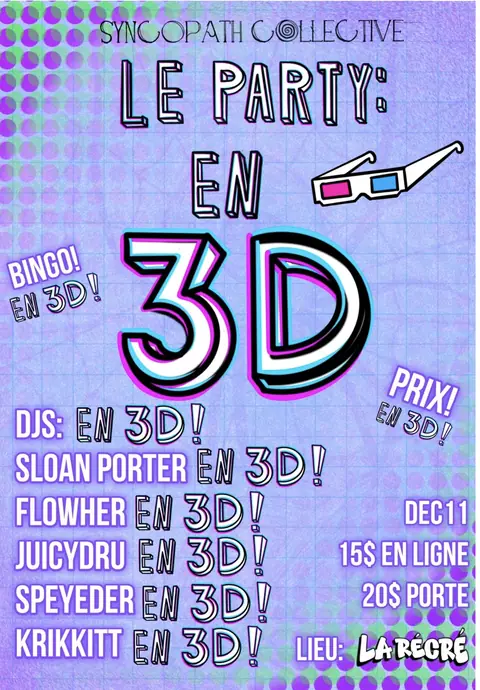 SYNCOPATH COLLECTIVE
LE PARTY:
EN
3D
BINGO!
EN 3D!
PRIX!
EN 3D!
DJS: EN 3D!
SLOAN PORTER EN 3D!
FLOWHER EN 3D!
JUICYDRU EN 3D!
SPEYEDER EN 3D!
KRIKKITT EN 3D!
DEC11
15$ EN LIGNE
20$ PORTE
LIEU: LA RÉCRÉ